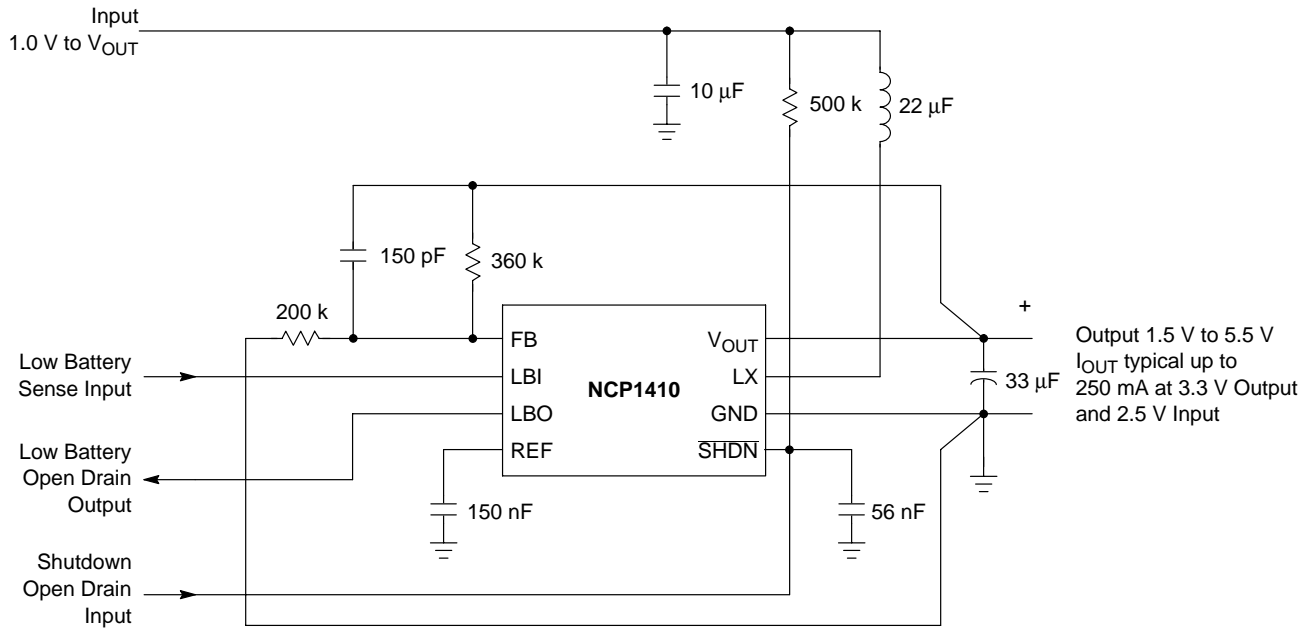 Input
1.0 V to VOUT
10 μF
500 k
22 μF
150 pF
360 k
200 k
+
FB
VOUT
Low Battery
Sense Input
LBI
LX
NCP1410
33 μF
Output 1.5 V to 5.5 V
IOUT typical up to
250 mA at 3.3 V Output
and 2.5 V Input
LBO
GND
Low Battery
Open Drain
Output
REF
SHDN
150 nF
56 nF
Shutdown
Open Drain
Input